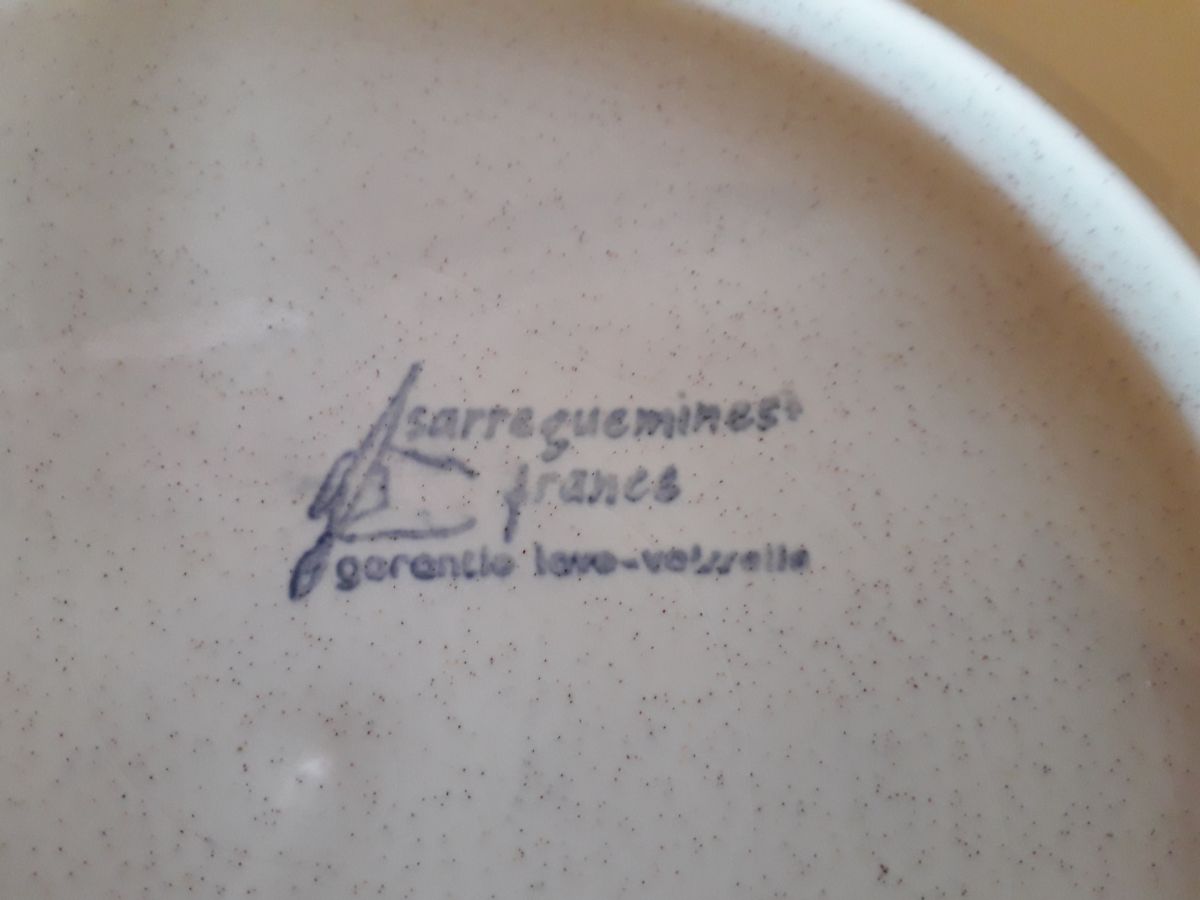 sarreguemines
france
garantie lave-vaisselle